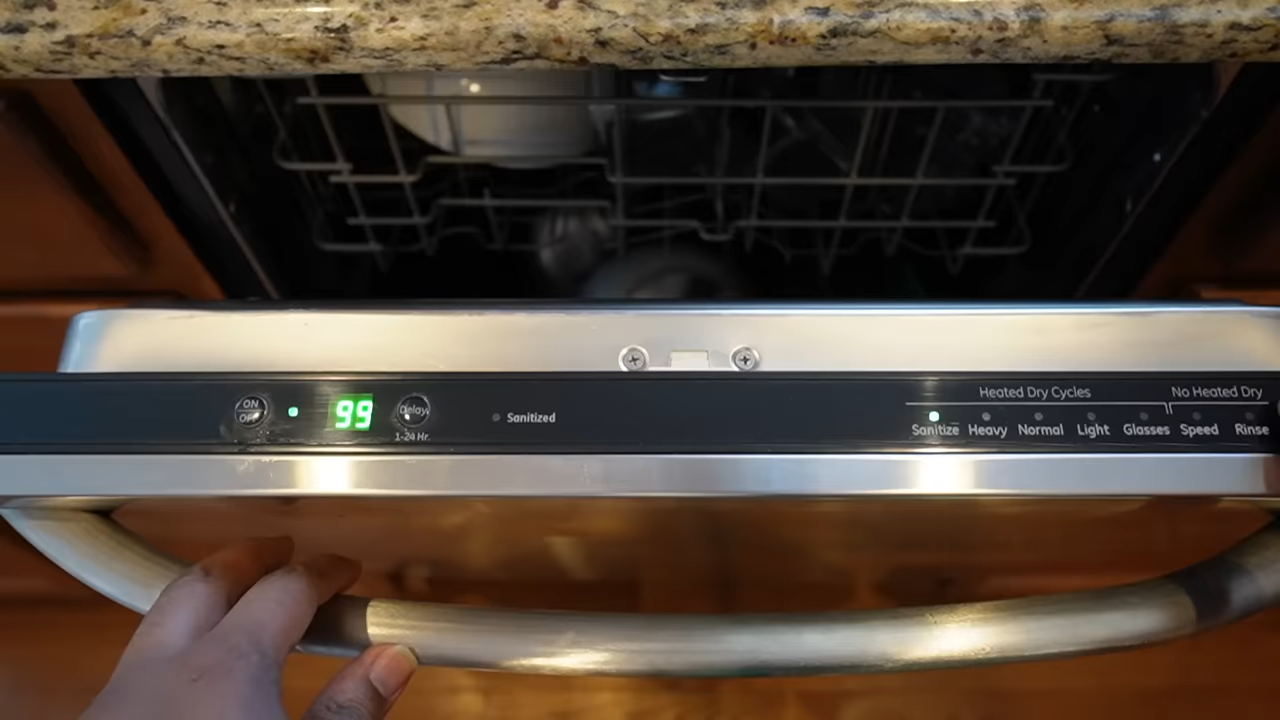 ON
OFF
99
Delay
1-24 Hr.
Sanitized
Heated Dry Cycles
No Heated Dry
Sanitize Heavy Normal Light Glasses Speed Rinse